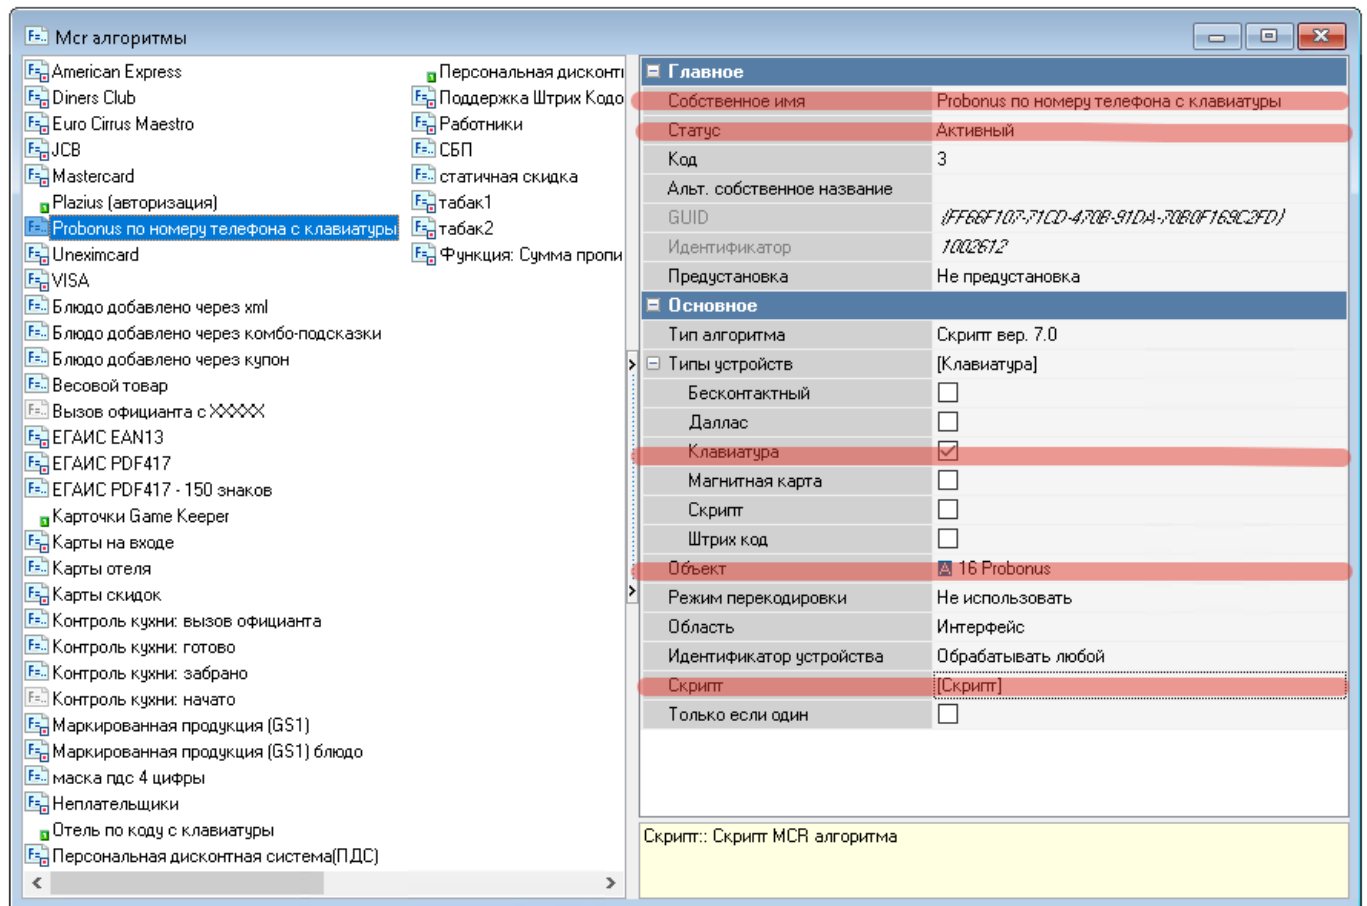 Mcr алгоритмы
American Express
Diners Club
Euro Cirrus Maestro
JCB
Mastercard
Plazius (авторизация)
Probonus по номеру телефона с клавиатуры
Uneximcard
VISA
Блюдо добавлено через xml
Блюдо добавлено через комбо-подсказки
Блюдо добавлено через купон
Весовой товар
Вызов официанта с XXXXX
ЕГАИС EAN13
ЕГАИС PDF417
ЕГАИС PDF417 - 150 знаков
Карточки Game Keeper
Карты на входе
Карты отеля
Карты скидок
Контроль кухни: вызов официанта
Контроль кухни: готово
Контроль кухни: забрано
Контроль кухни: начато
Маркированная продукция (GS1)
Маркированная продукция (GS1) блюдо
маска пдс 4 цифры
Неплательщики
Отель по коду с клавиатуры
Персональная дисконтная система(ПДС)
Персональная дисконт
Поддержка Штрих Кодо
Работники
СБП
статичная скидка
табак1
табак2
Функция: Сумма пропи
Главное
Собственное имя Probonus по номеру телефона с клавиатуры
Статус Активный
Код 3
Альт. собственное название
GUID {FF66F107-71CD-470B-91DA-70B0F169C2FD}
Идентификатор 1002612
Предустановка Не предустановка
Основное
Тип алгоритма Скрипт вер. 7.0
Типы устройств [Клавиатура]
Бесконтактный
Даллас
Клавиатура
Магнитная карта
Скрипт
Штрих код
Объект 16 Probonus
Режим перекодировки Не использовать
Область Интерфейс
Идентификатор устройства Обрабатывать любой
Скрипт [Скрипт]
Только если один
Скрипт:: Скрипт MCR алгоритма